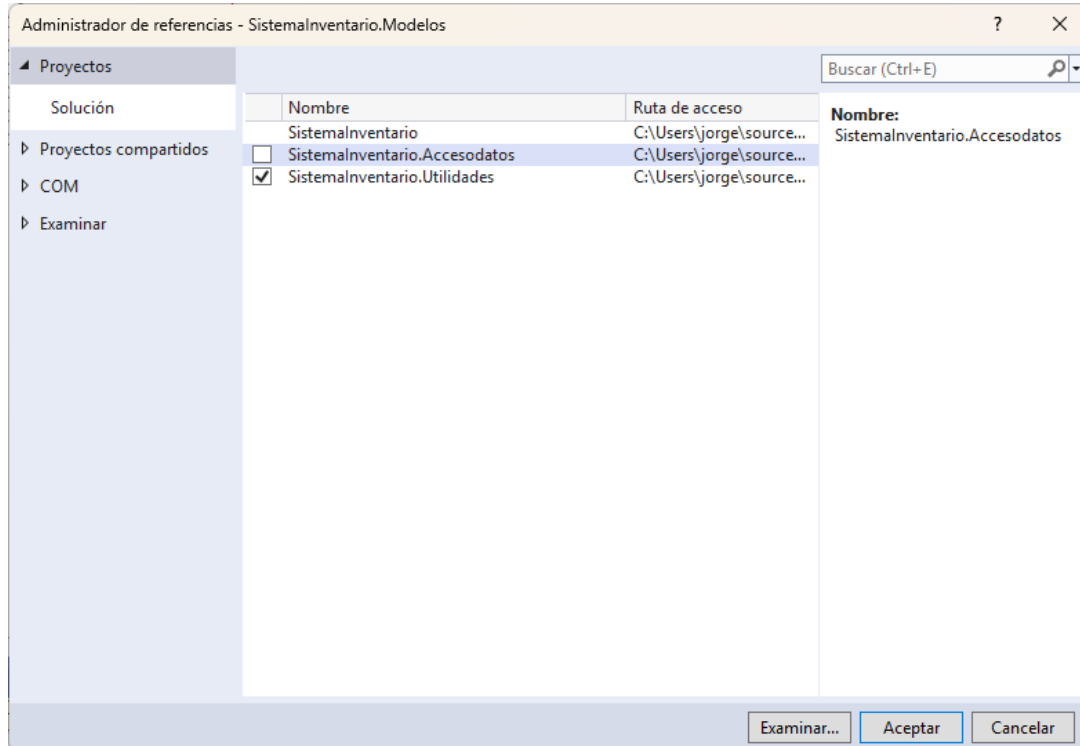 Administrador de referencias - SistemaInventario.Modelos
?
Proyectos
Buscar (Ctrl+E)
Solución
Proyectos compartidos
COM
Examinar
Nombre Ruta de acceso
SistemaInventario C:\Users\jorge\source...
SistemaInventario.Accesodatos C:\Users\jorge\source...
SistemaInventario.Utilidades C:\Users\jorge\source...
Nombre:
SistemaInventario.Accesodatos
Examinar... Aceptar Cancelar